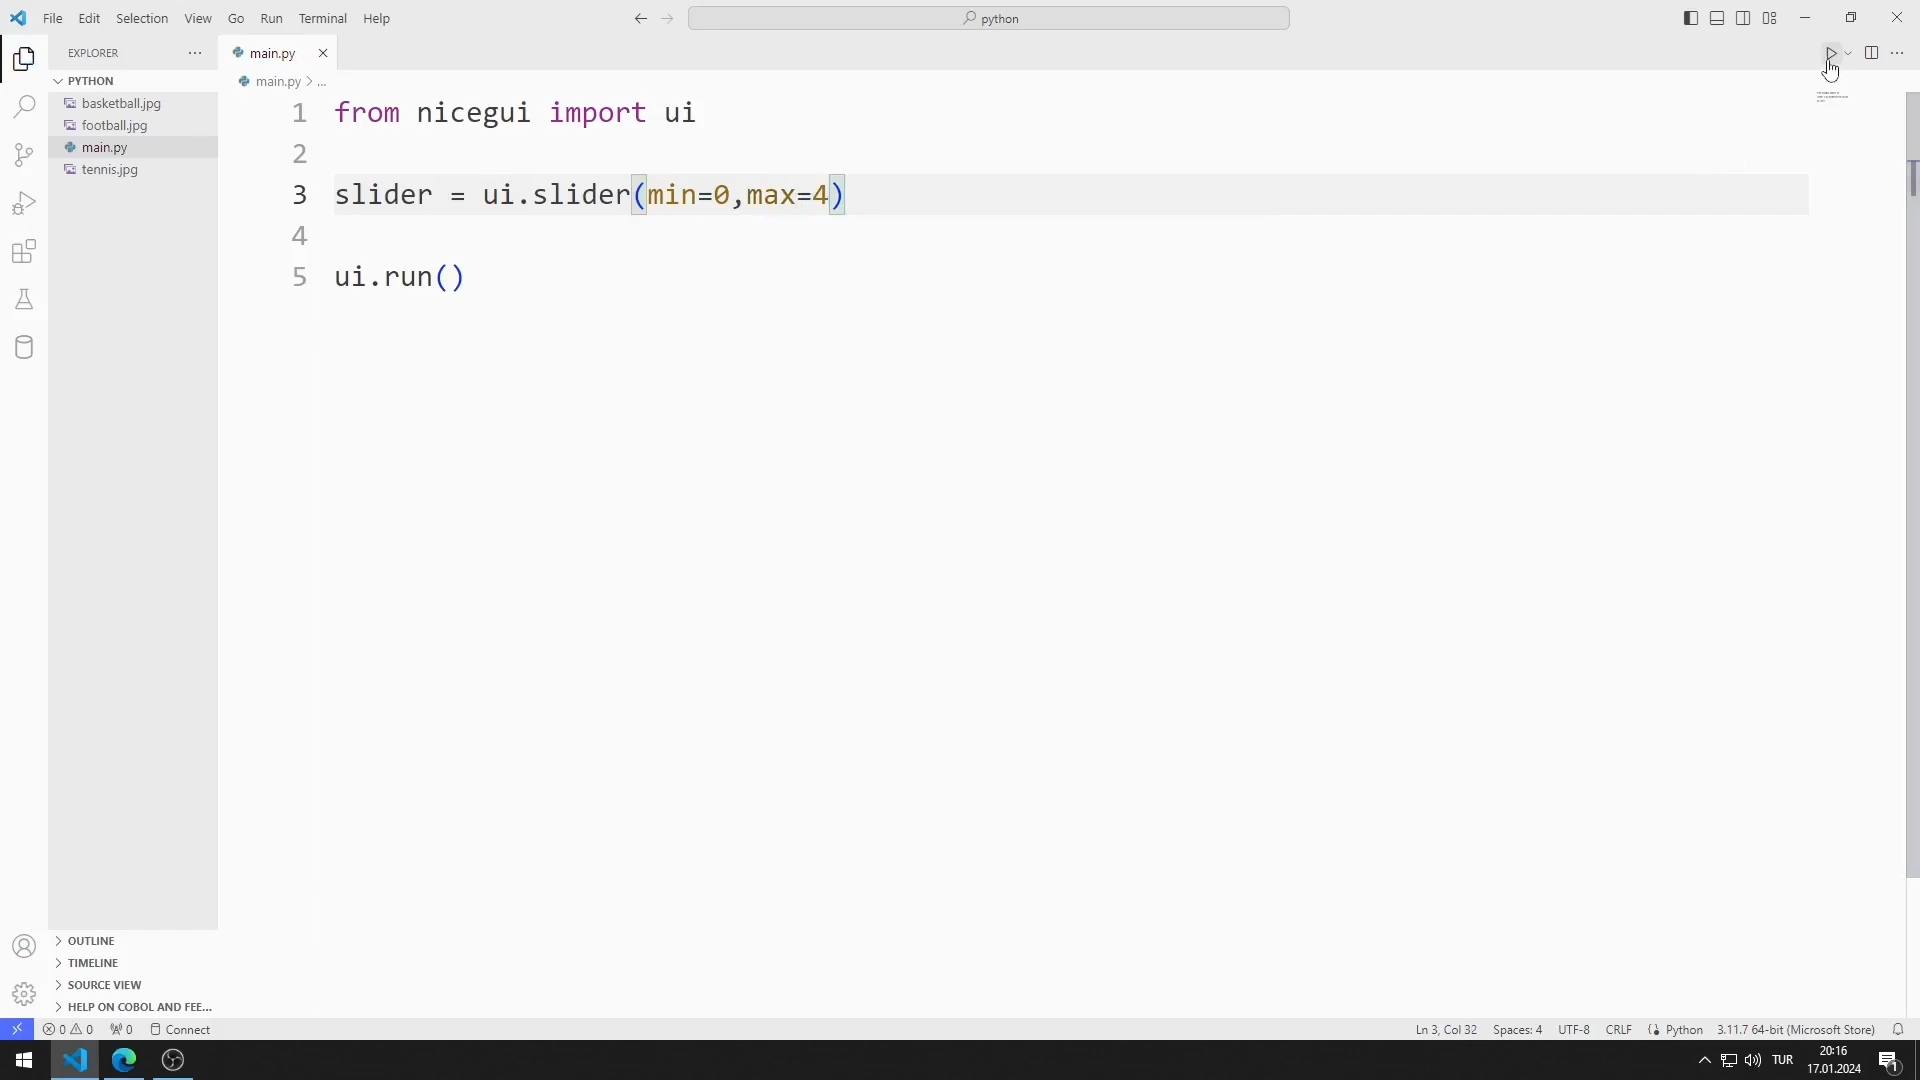 File Edit Selection View Go Run Terminal Help
python
EXPLORER
main.py
PYTHON
main.py > ...
basketball.jpg
football.jpg
main.py
tennis.jpg
1 from nicegui import ui
2
3 slider = ui.slider(min=0,max=4)
4
5 ui.run()
OUTLINE
TIMELINE
SOURCE VIEW
HELP ON COBOL AND FEE...
0 0 0 Connect
Ln 3, Col 32 Spaces: 4 UTF-8 CRLF Python 3.11.7 64-bit (Microsoft Store)
TUR
20:16
17.01.2024
1